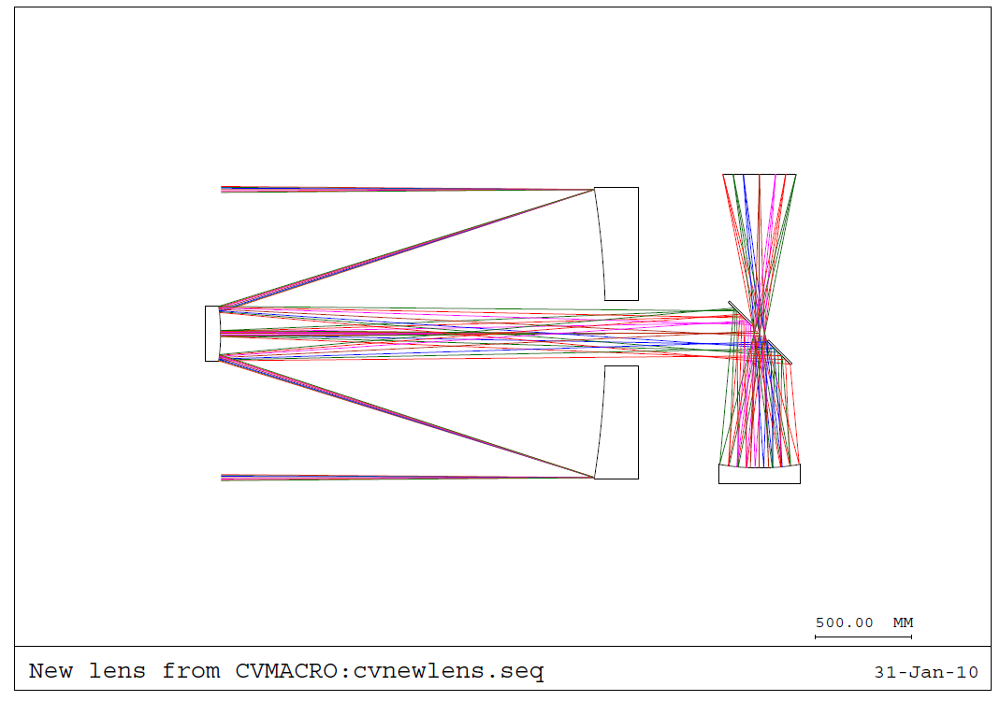 500.00 MM
New lens from CVMACRO:cvnewlens.seq
31-Jan-10